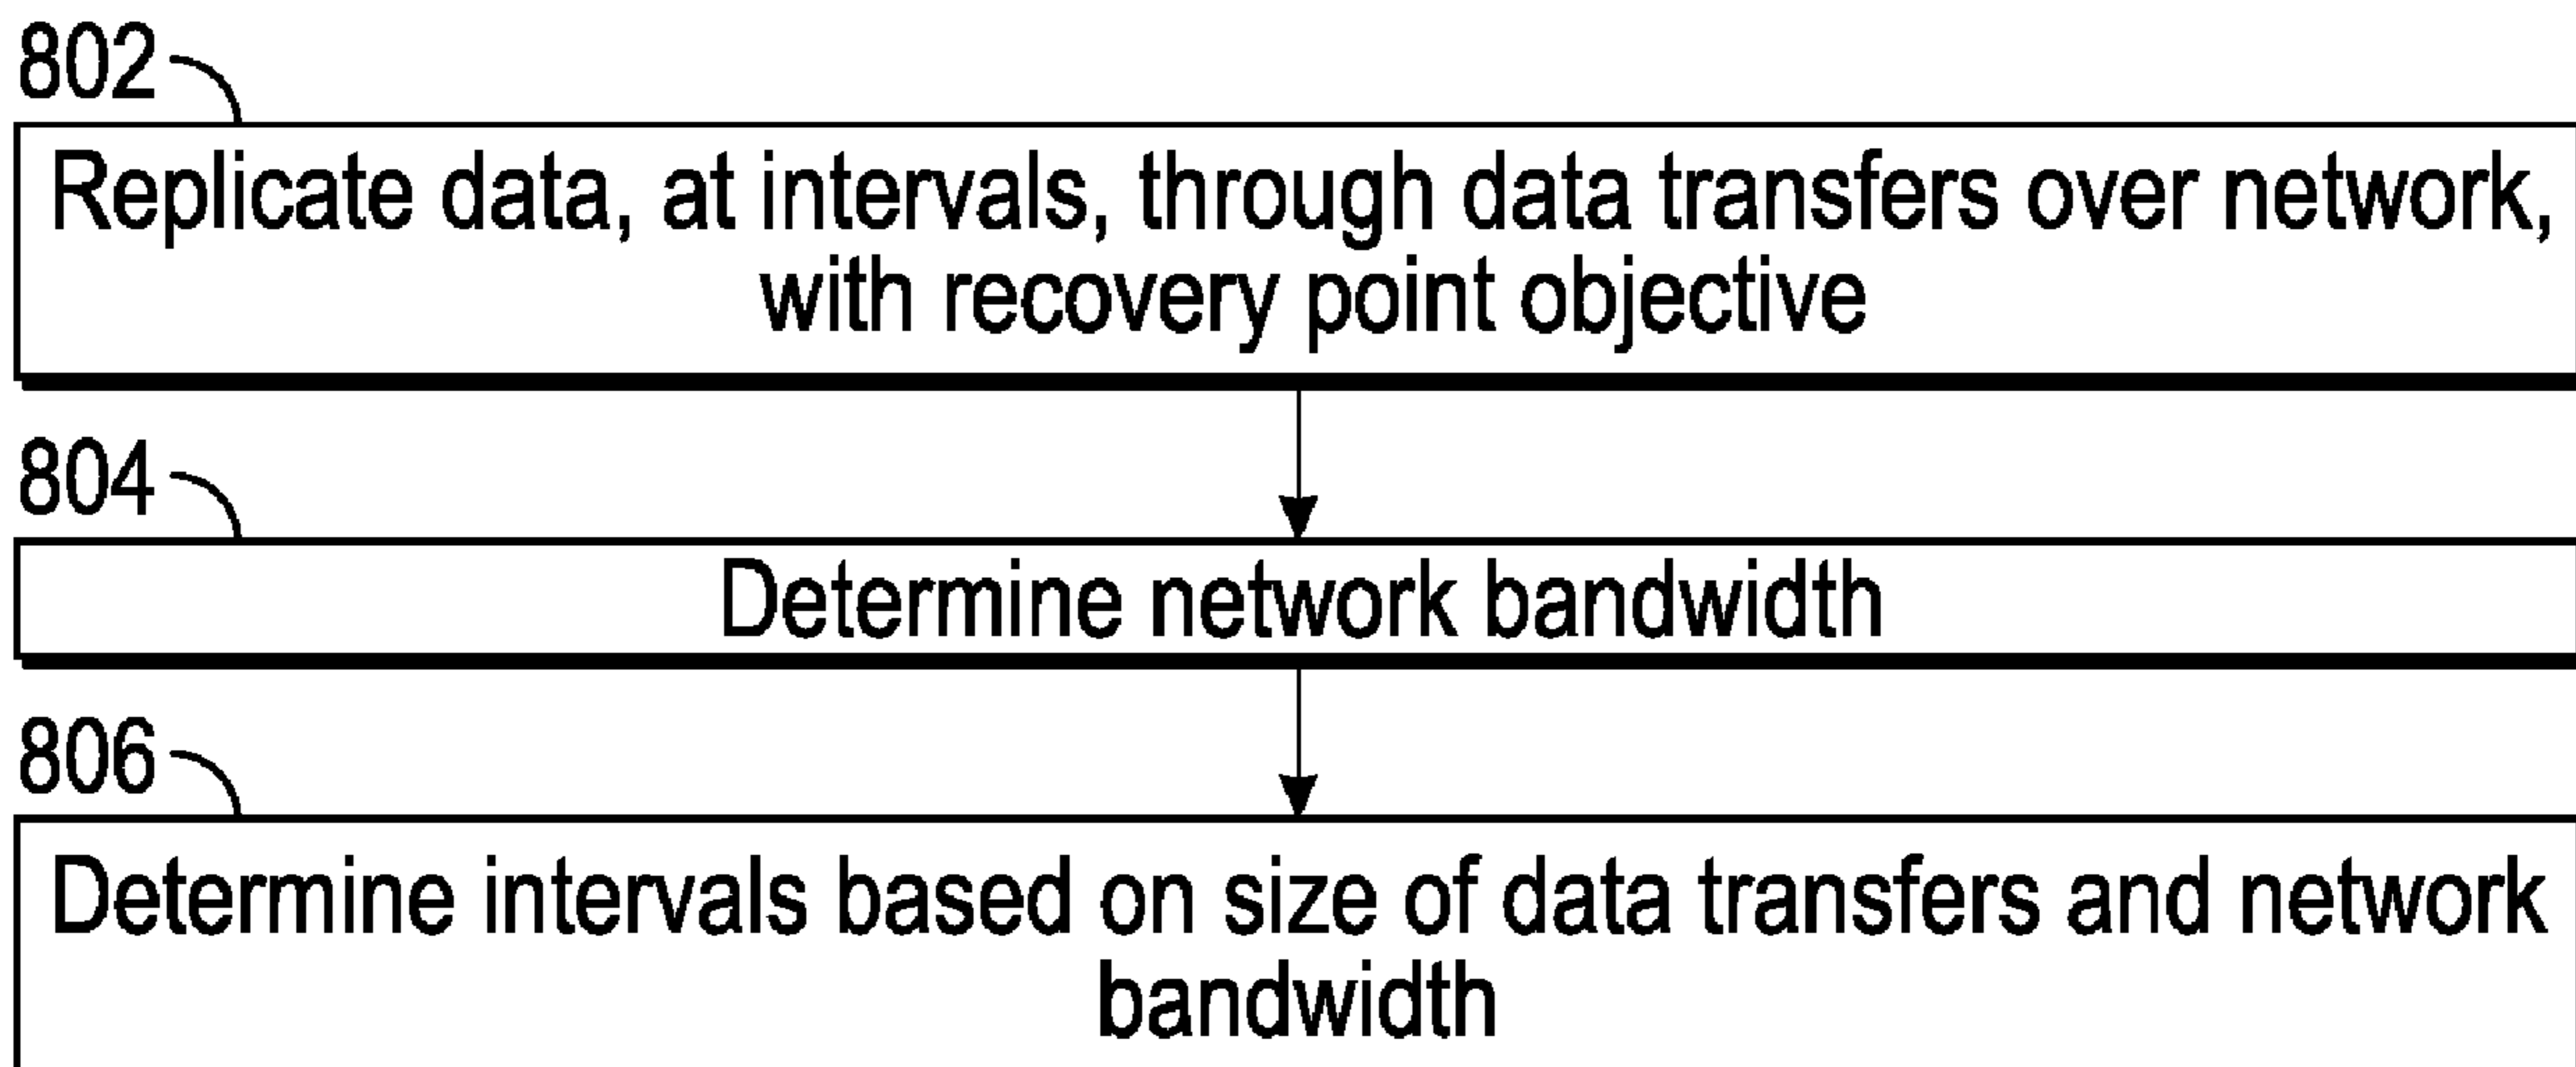 802
Replicate data, at intervals, through data transfers over network,
with recovery point objective
804
Determine network bandwidth
806
Determine intervals based on size of data transfers and network
bandwidth